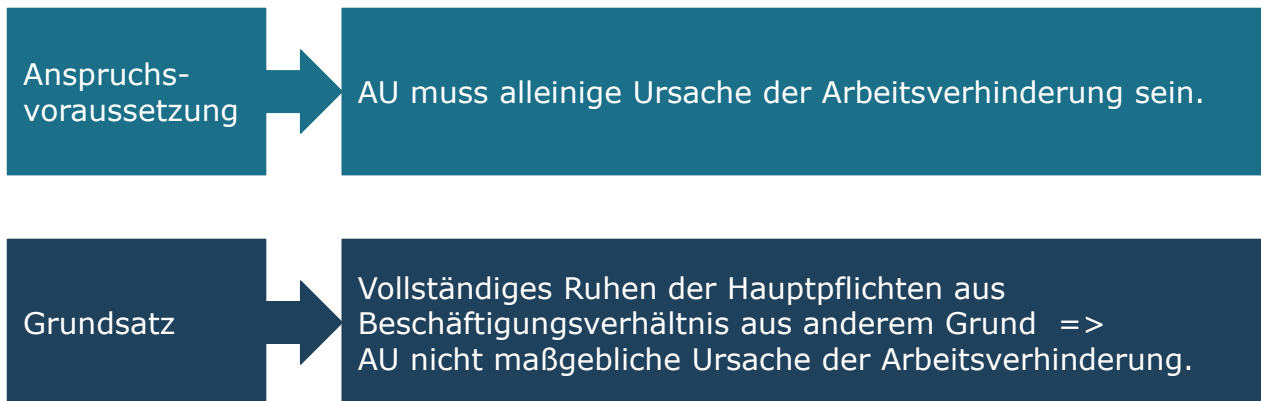 Anspruchs-
voraussetzung
AU muss alleinige Ursache der Arbeitsverhinderung sein.
Grundsatz
Vollständiges Ruhen der Hauptpflichten aus
Beschäftigungsverhältnis aus anderem Grund =>
AU nicht maßgebliche Ursache der Arbeitsverhinderung.